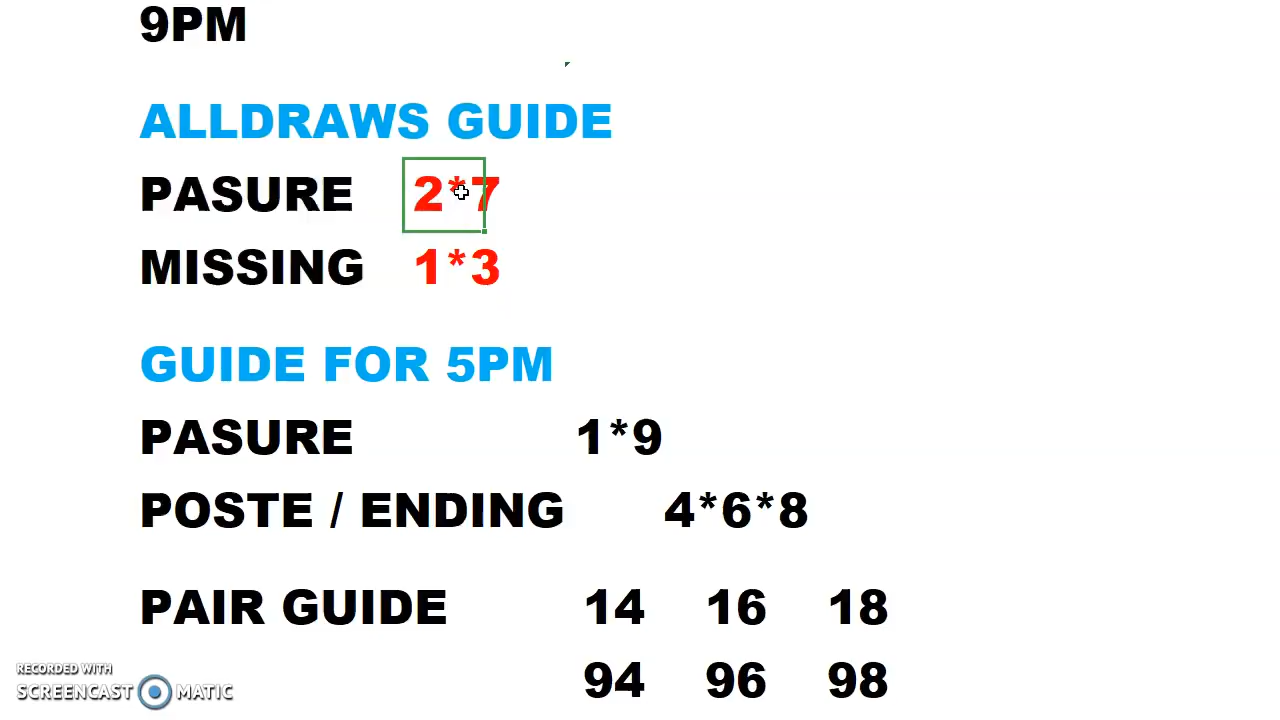 9PM
ALLDRAWS GUIDE
PASURE 2*7
MISSING 1*3
GUIDE FOR 5PM
PASURE 1*9
POSTE / ENDING 4*6*8
PAIR GUIDE 14 16 18
94 96 98
RECORDED WITH
SCREENCAST MATIC